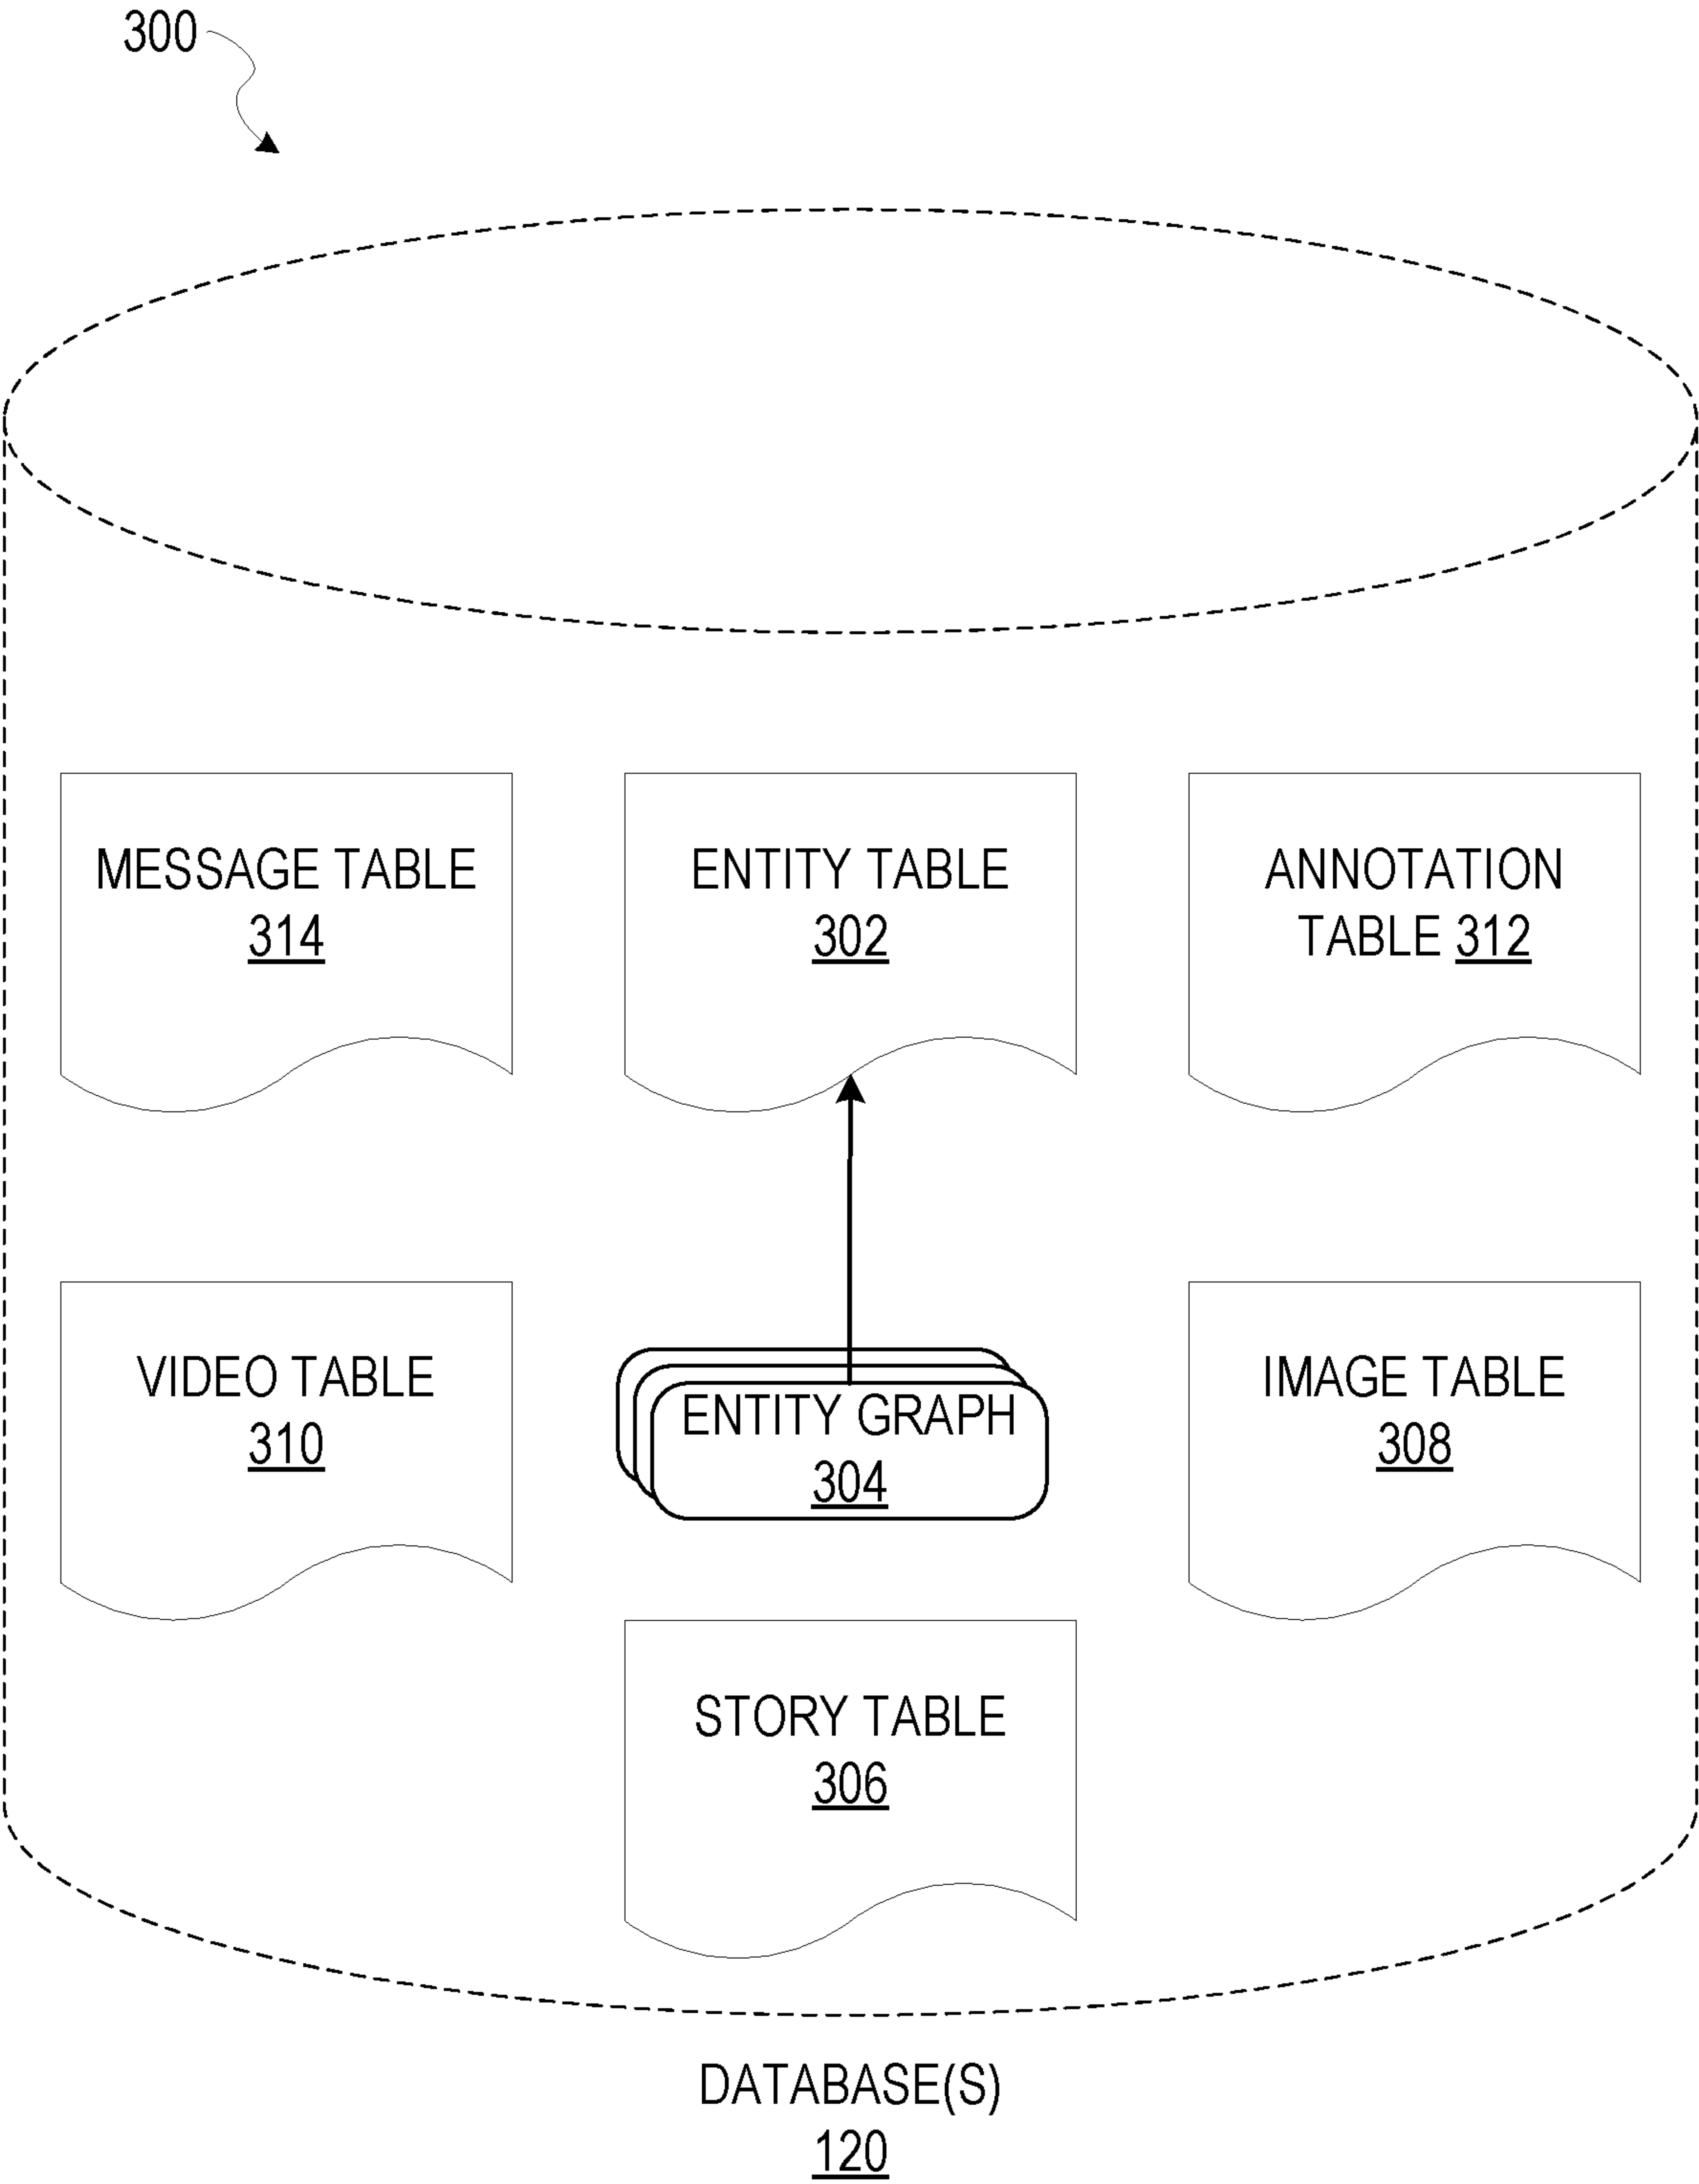 300
MESSAGE TABLE
314
ENTITY TABLE
302
ANNOTATION
TABLE 312
VIDEO TABLE
310
ENTITY GRAPH
304
IMAGE TABLE
308
STORY TABLE
306
DATABASE(S)
120